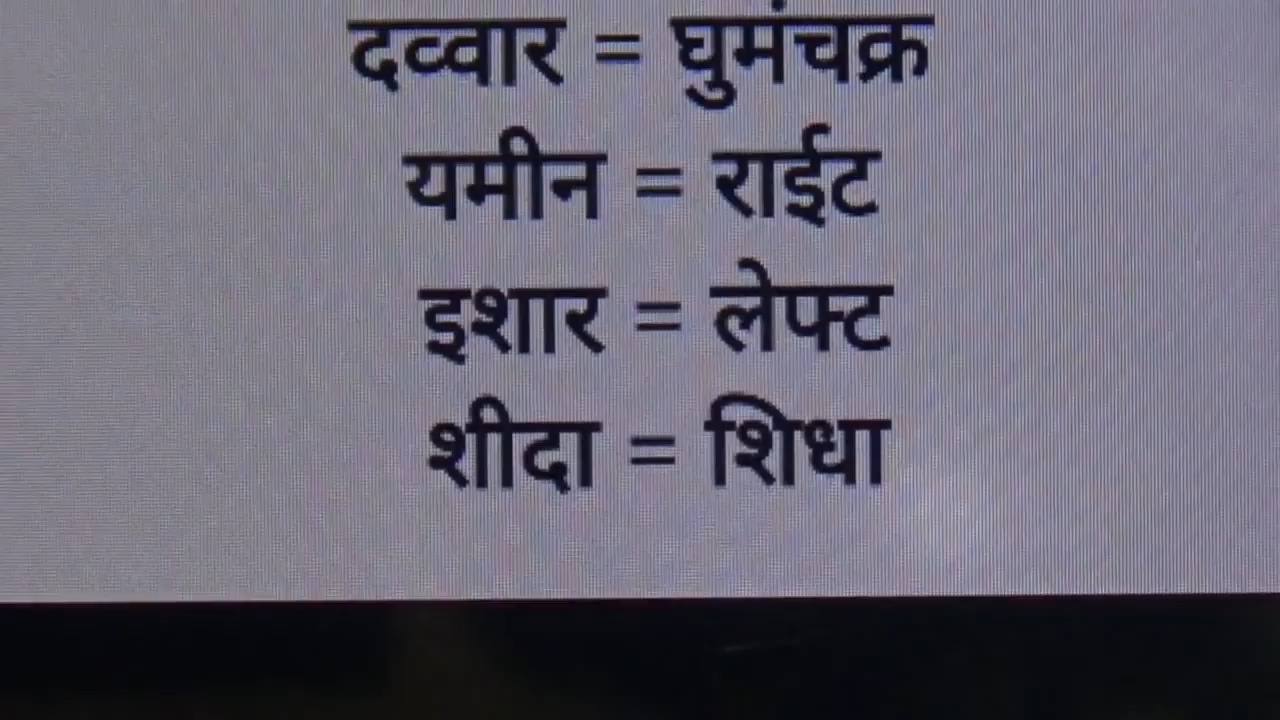 दव्वार = घुमंचक्र
यमीन = राईट
इशार = लेफ्ट
शीदा = शिधा